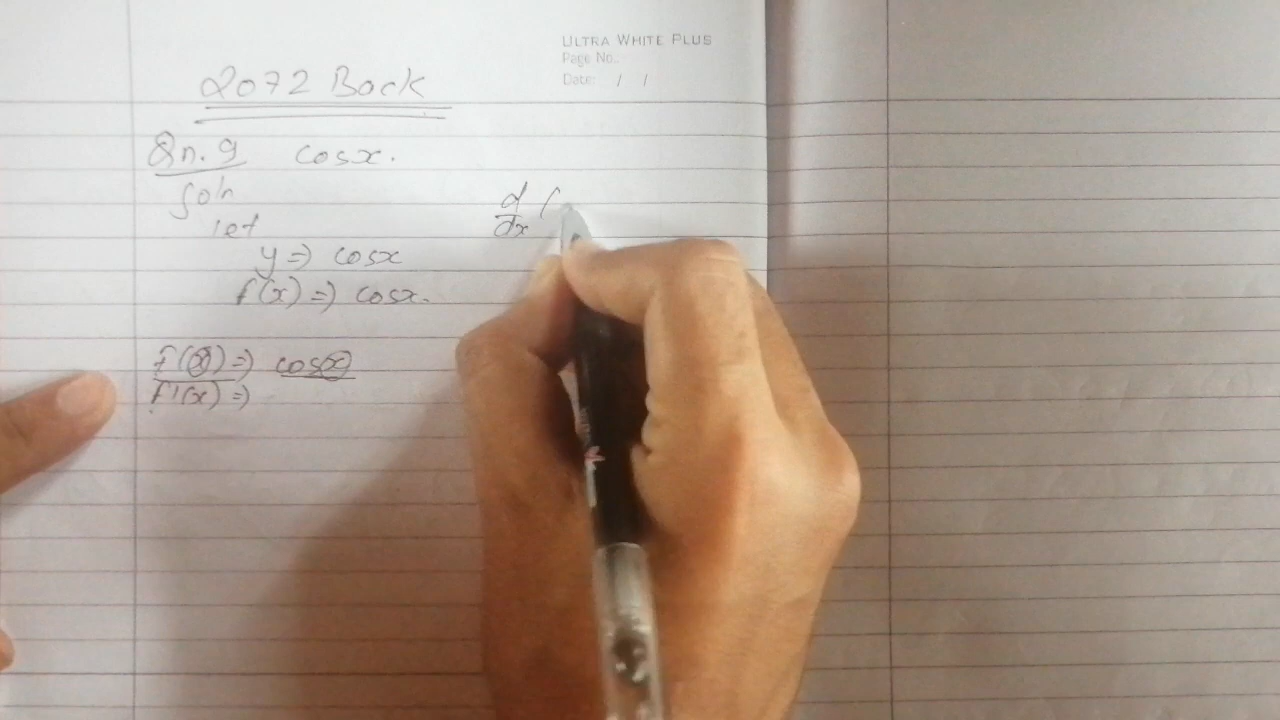 ULTRA WHITE PLUS
Page No.:
Date: / /
2072 Back
Qn. 9 cosx.
Soln
let
y => cosx
f(x) => cosx.
f(x) => cosx
f'(x) =>
d/dx (